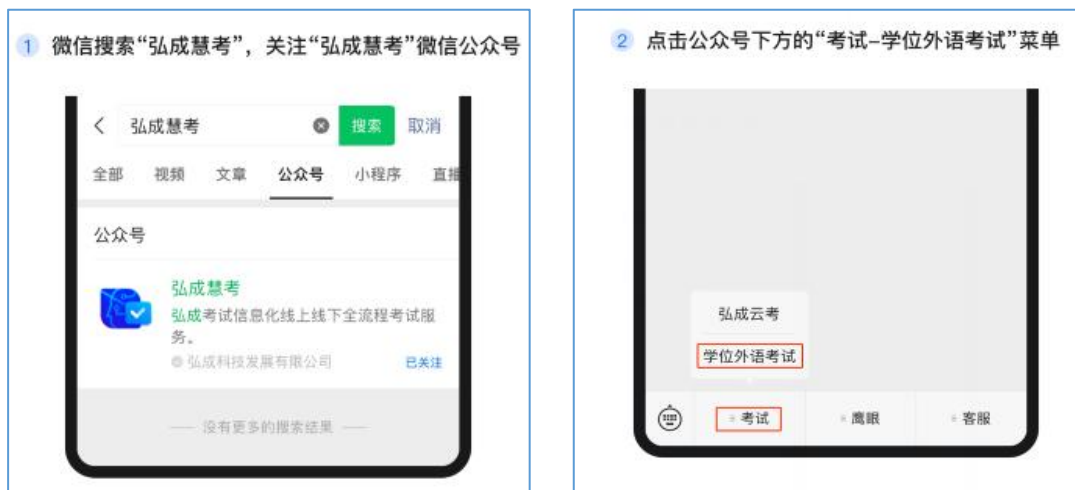 1 微信搜索“弘成慧考”，关注“弘成慧考”微信公众号
弘成慧考
搜索
取消
全部 视频 文章 公众号 小程序 直播
公众号
弘成慧考
弘成考试信息化线上线下全流程考试服
务。
弘成科技发展有限公司
已关注
没有更多的搜索结果
2 点击公众号下方的“考试–学位外语考试”菜单
弘成云考
学位外语考试
考试
鹰眼
客服